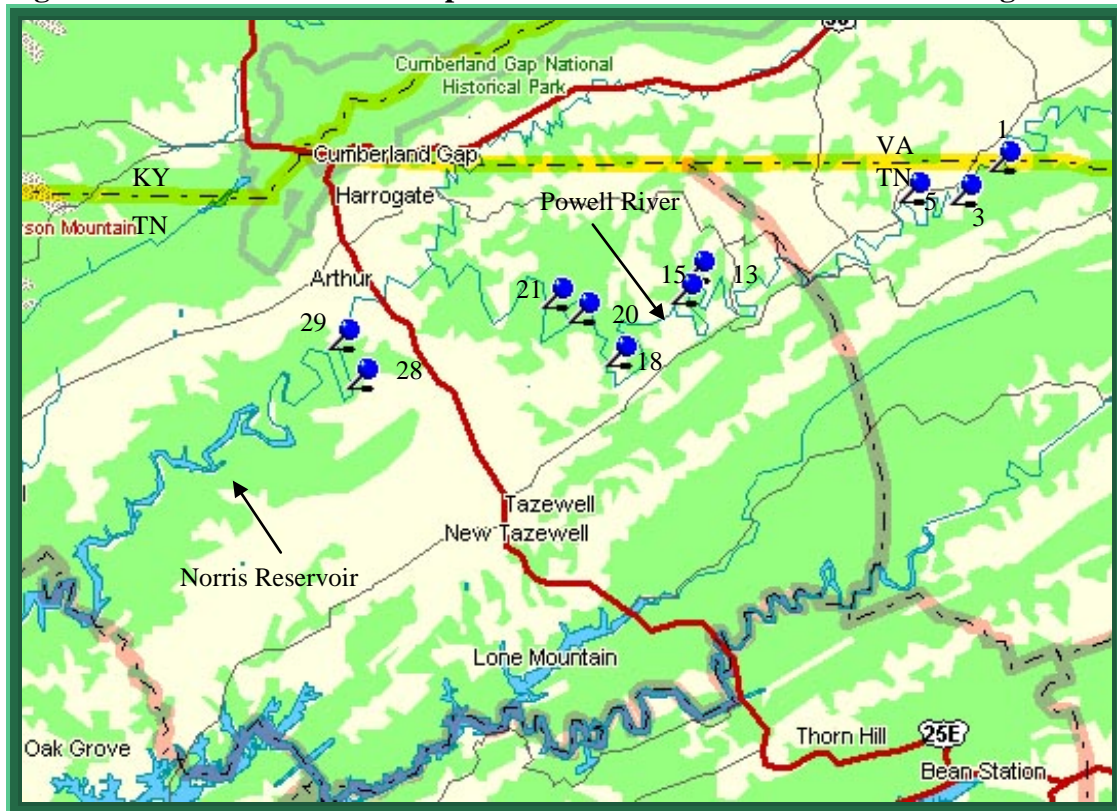 Cumberland Gap National
Historical Park
1
VA
Cumberland Gap
KY
TN
Harrogate
Powell River
5
3
TN
rson Mountain
Arthur
15
13
21
20
29
18
28
Tazewell
New Tazewell
Norris Reservoir
Lone Mountain
Oak Grove
Thorn Hill
25E
Bean Station